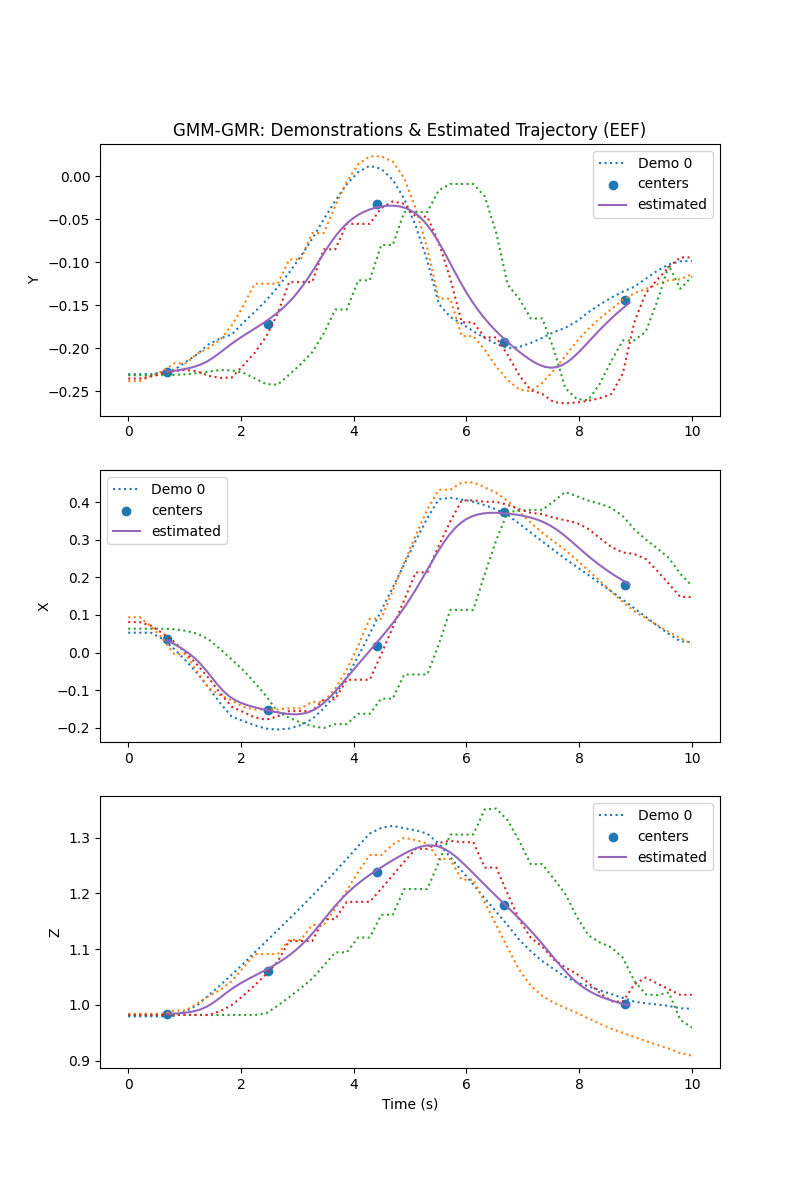 GMM-GMR: Demonstrations & Estimated Trajectory (EEF)
Y
0.00
−0.05
−0.10
−0.15
−0.20
−0.25
Demo 0
centers
estimated
0 2 4 6 8 10
X
0.4
0.3
0.2
0.1
0.0
−0.1
−0.2
Demo 0
centers
estimated
0 2 4 6 8 10
Z
1.3
1.2
1.1
1.0
0.9
Demo 0
centers
estimated
0 2 4 6 8 10
Time (s)